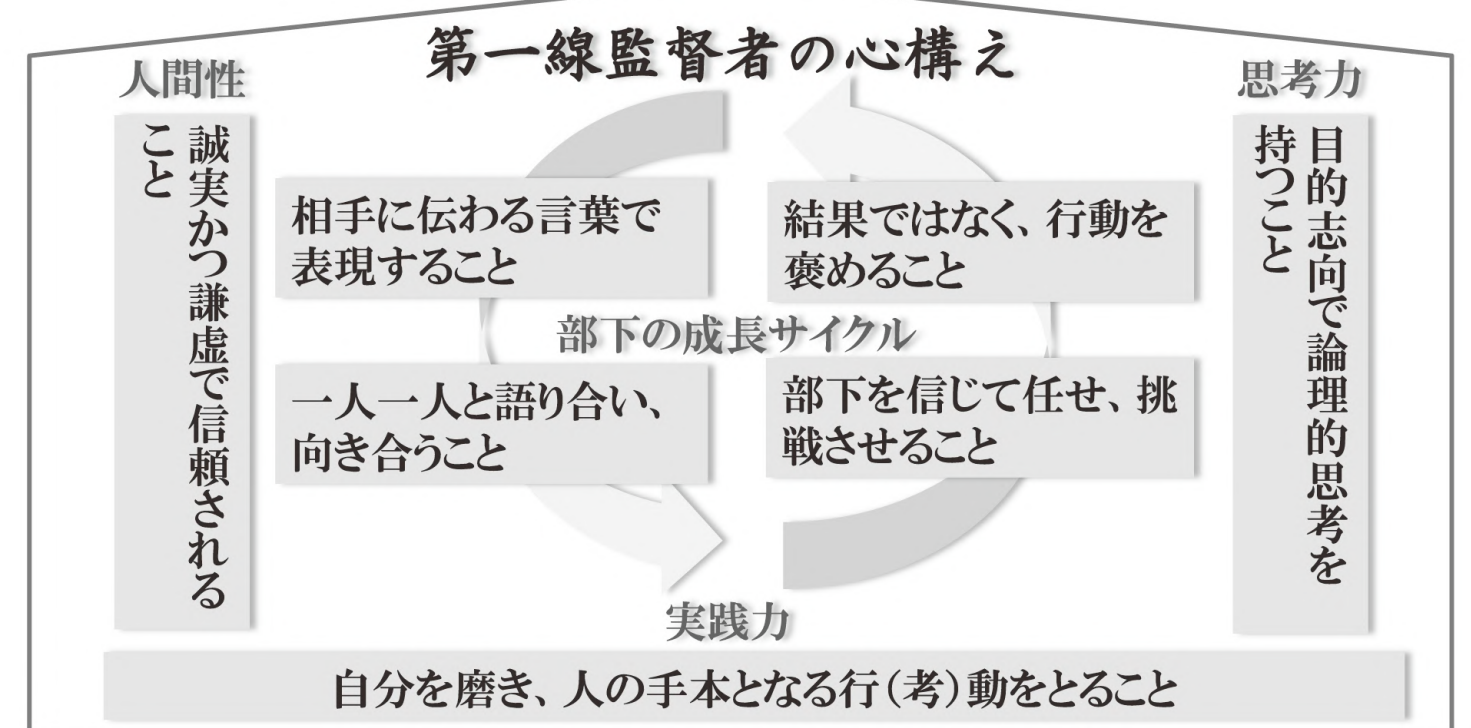 第一線監督者の心構え
人間性
誠実かつ謙虚で信頼される
こと
思考力
目的志向で論理的思考を
持つこと
相手に伝わる言葉で
表現すること
結果ではなく、行動を
褒めること
部下の成長サイクル
一人一人と語り合い、
向き合うこと
部下を信じて任せ、挑
戦させること
実践力
自分を磨き、人の手本となる行(考)動をとること